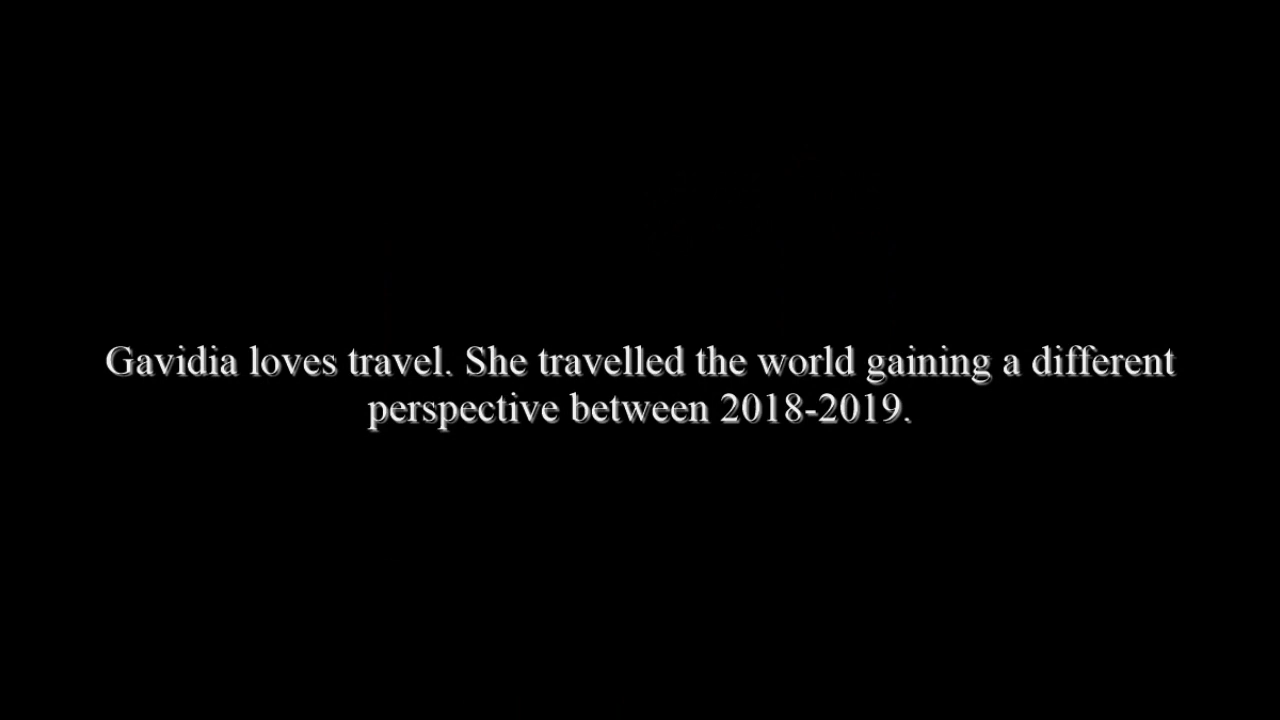 Gavidia loves travel. She travelled the world gaining a different
perspective between 2018-2019.